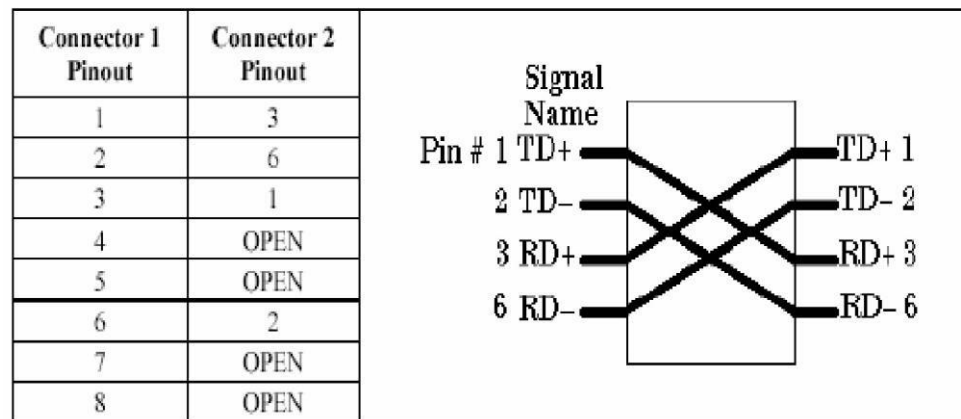 Connector 1 Connector 2
Pinout Pinout
1 3
2 6
3 1
4 OPEN
5 OPEN
6 2
7 OPEN
8 OPEN
Signal
Name
Pin # 1 TD+ TD+ 1
2 TD- TD- 2
3 RD+ RD+ 3
6 RD- RD- 6